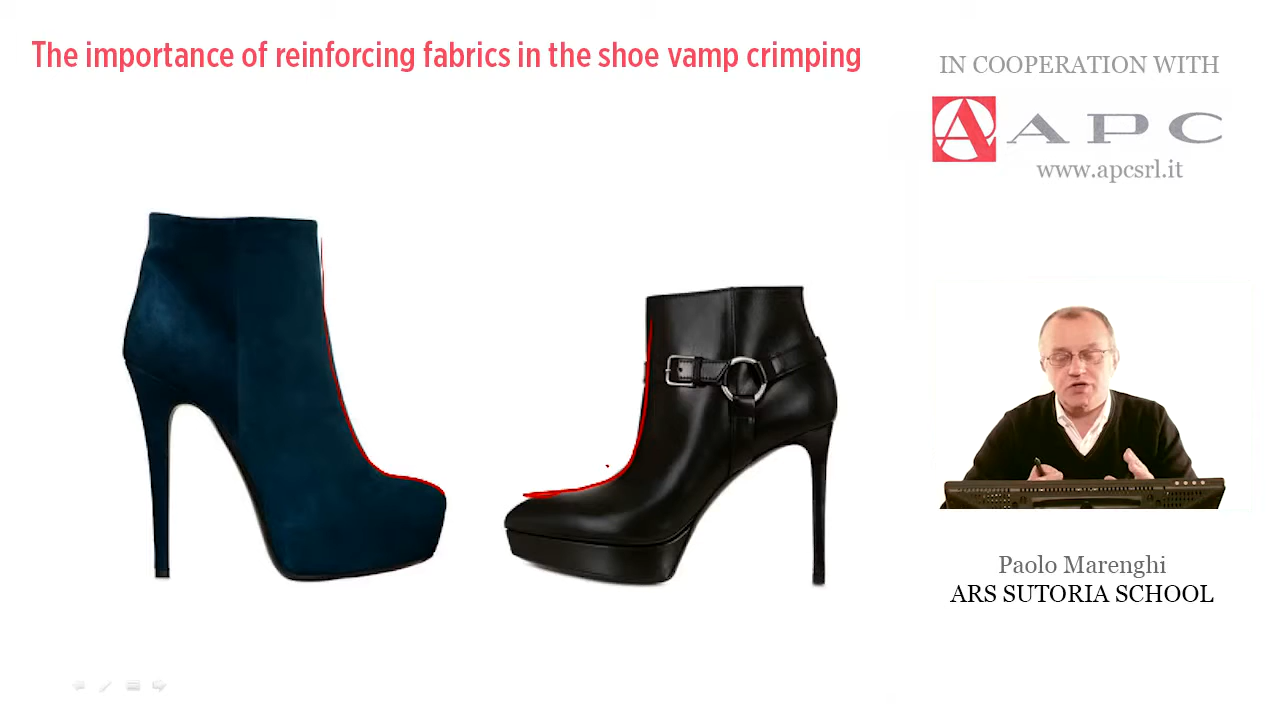 The importance of reinforcing fabrics in the shoe vamp crimping
IN COOPERATION WITH
A APC
www.apcsrl.it
Paolo Marenghi
ARS SUTORIA SCHOOL